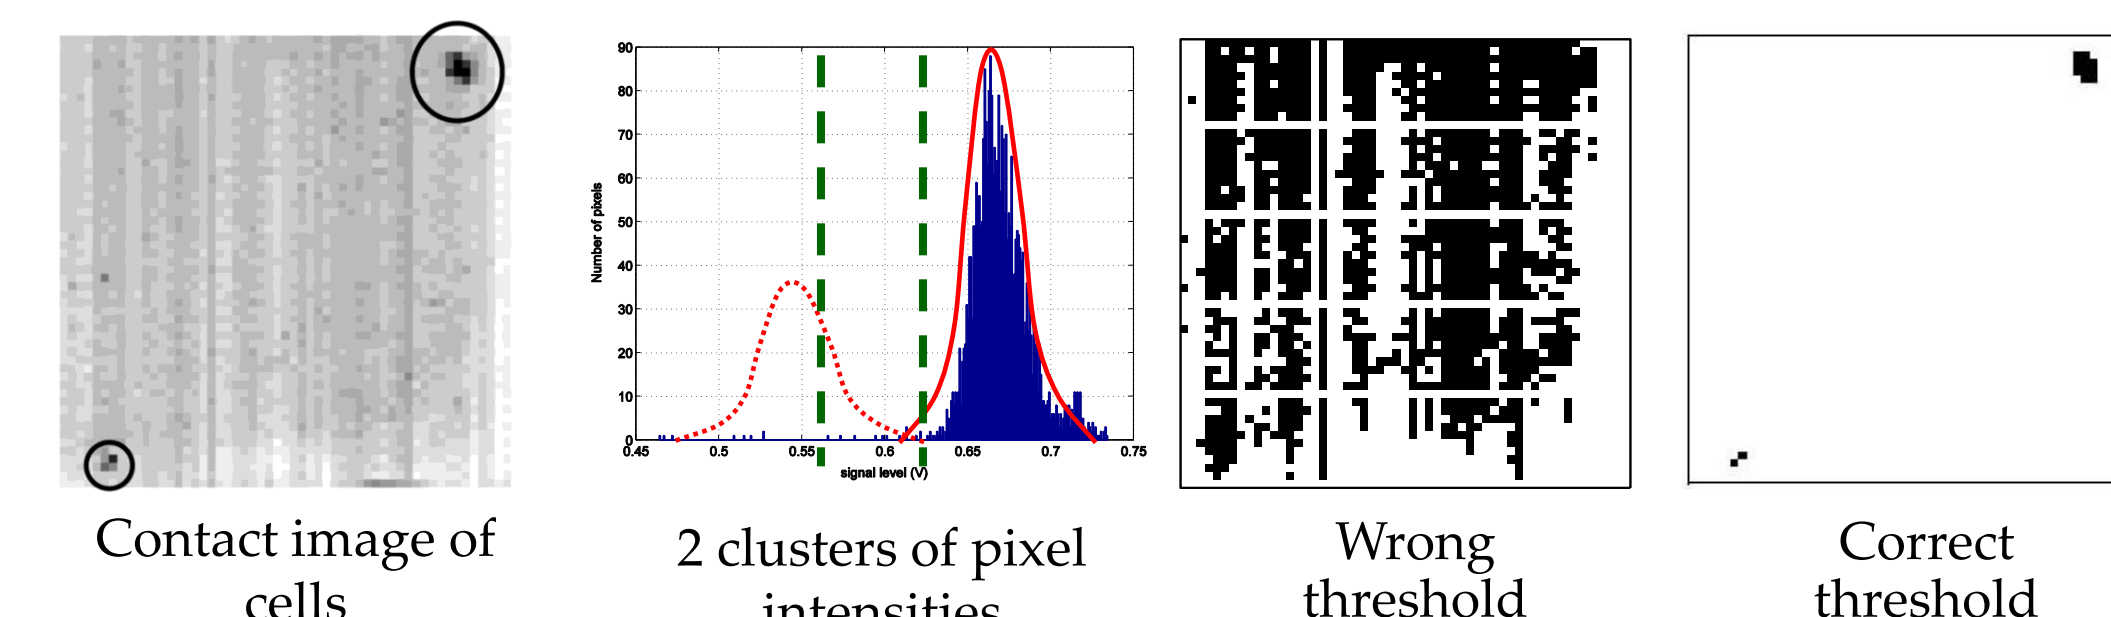 90
80
70
60
50
40
30
20
10
0
Number of pixels
0.45 0.5 0.55 0.6 0.65 0.7 0.75
signal level (V)
Contact image of
cells
2 clusters of pixel
intensities
Wrong
threshold
Correct
threshold